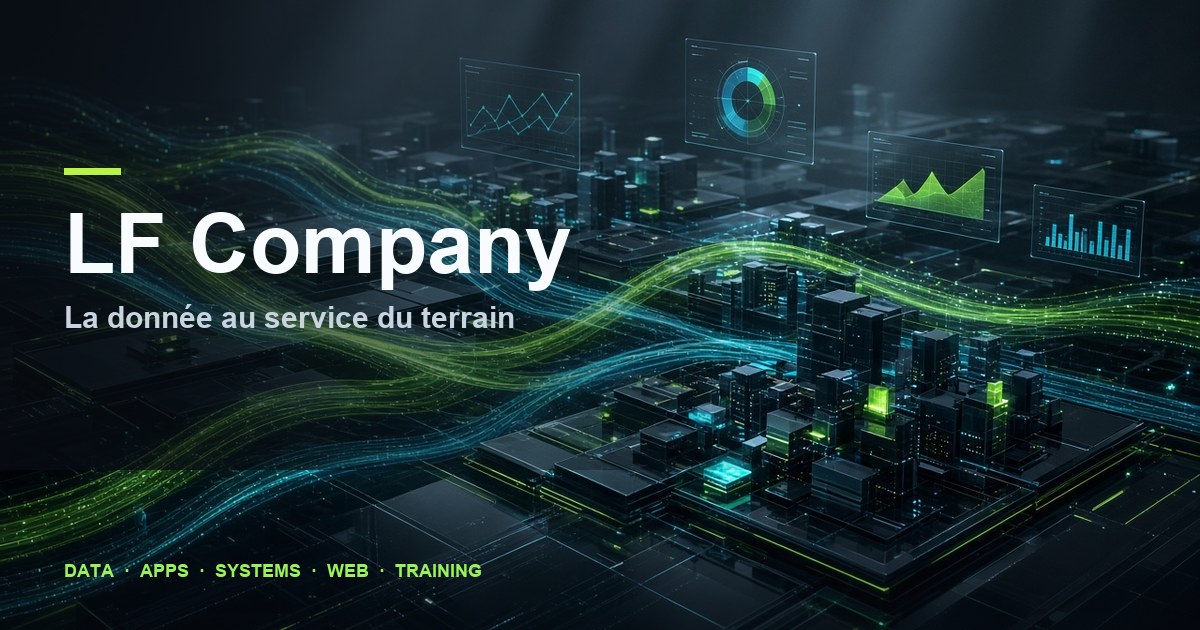 LF Company
La donnée au service du terrain
DATA · APPS · SYSTEMS · WEB · TRAINING